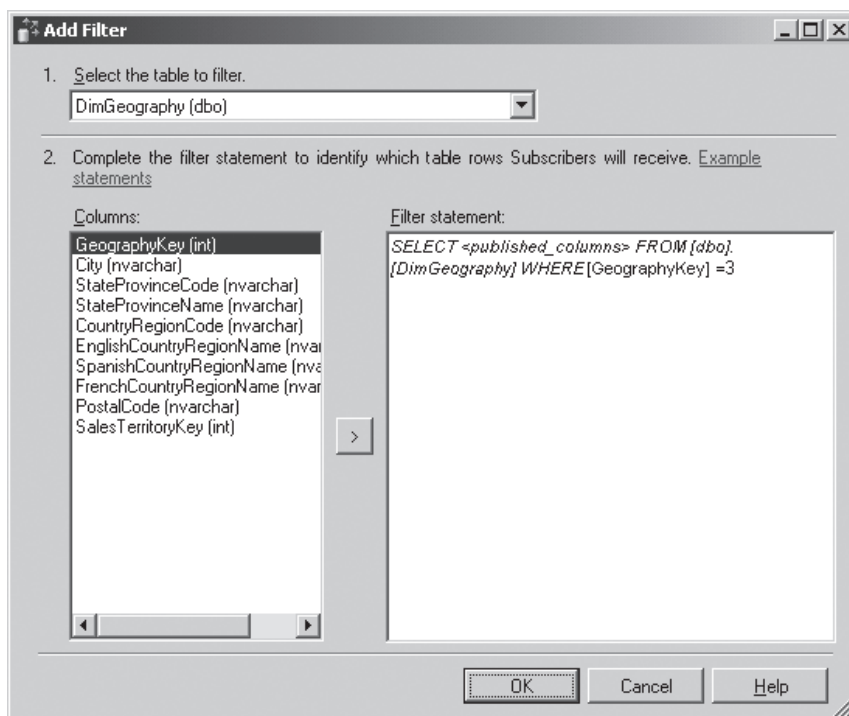 Add Filter
1. Select the table to filter.
DimGeography (dbo)
2. Complete the filter statement to identify which table rows Subscribers will receive. Example
statements
Columns:
GeographyKey (int)
City (nvarchar)
StateProvinceCode (nvarchar)
StateProvinceName (nvarchar)
CountryRegionCode (nvarchar)
EnglishCountryRegionName (nvar
SpanishCountryRegionName (nva
FrenchCountryRegionName (nvar
PostalCode (nvarchar)
SalesTerritoryKey (int)
>
Filter statement:
SELECT <published_columns> FROM [dbo].
[DimGeography] WHERE [GeographyKey] =3
OK
Cancel
Help